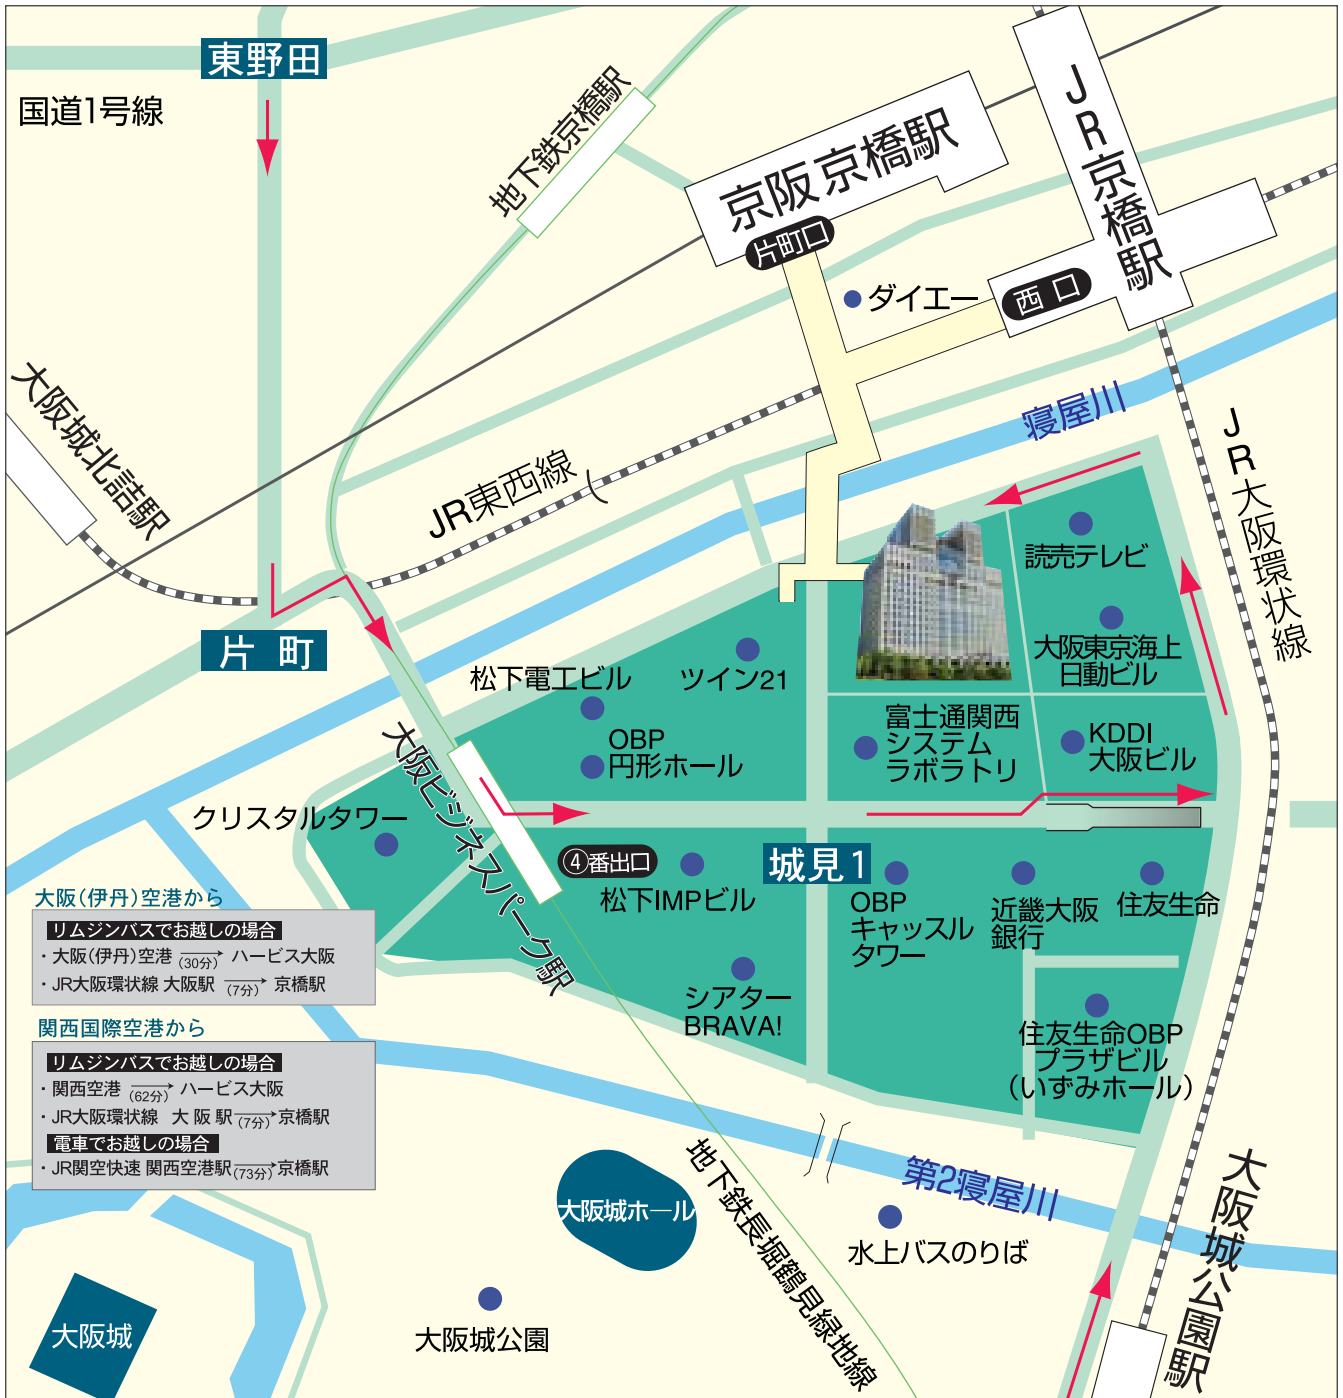 東野田
国道1号線
地下鉄京橋駅
京阪京橋駅
片町口
JR京橋駅
西口
ダイエー
大阪城北詰駅
JR東西線
寝屋川
JR大阪環状線
読売テレビ
大阪東京海上
日動ビル
片町
松下電工ビル
ツイン21
OBP
円形ホール
富士通関西
システム
ラボラトリ
KDDI
大阪ビル
大阪ビジネスパーク駅
クリスタルタワー
④番出口
松下IMPビル
城見1
OBP
キャッスル
タワー
近畿大阪
銀行
住友生命
シアター
BRAVA!
住友生命OBP
プラザビル
(いずみホール)
大阪(伊丹)空港から
リムジンバスでお越しの場合
・大阪(伊丹)空港 (30分) ハービス大阪
・JR大阪環状線 大阪駅 (7分) 京橋駅
関西国際空港から
リムジンバスでお越しの場合
・関西空港 (62分) ハービス大阪
・JR大阪環状線 大阪駅 (7分) 京橋駅
電車でお越しの場合
・JR関空快速 関西空港駅 (73分) 京橋駅
大阪城ホール
地下鉄長堀鶴見緑地線
第2寝屋川
水上バスのりば
大阪城公園駅
大阪城
大阪城公園